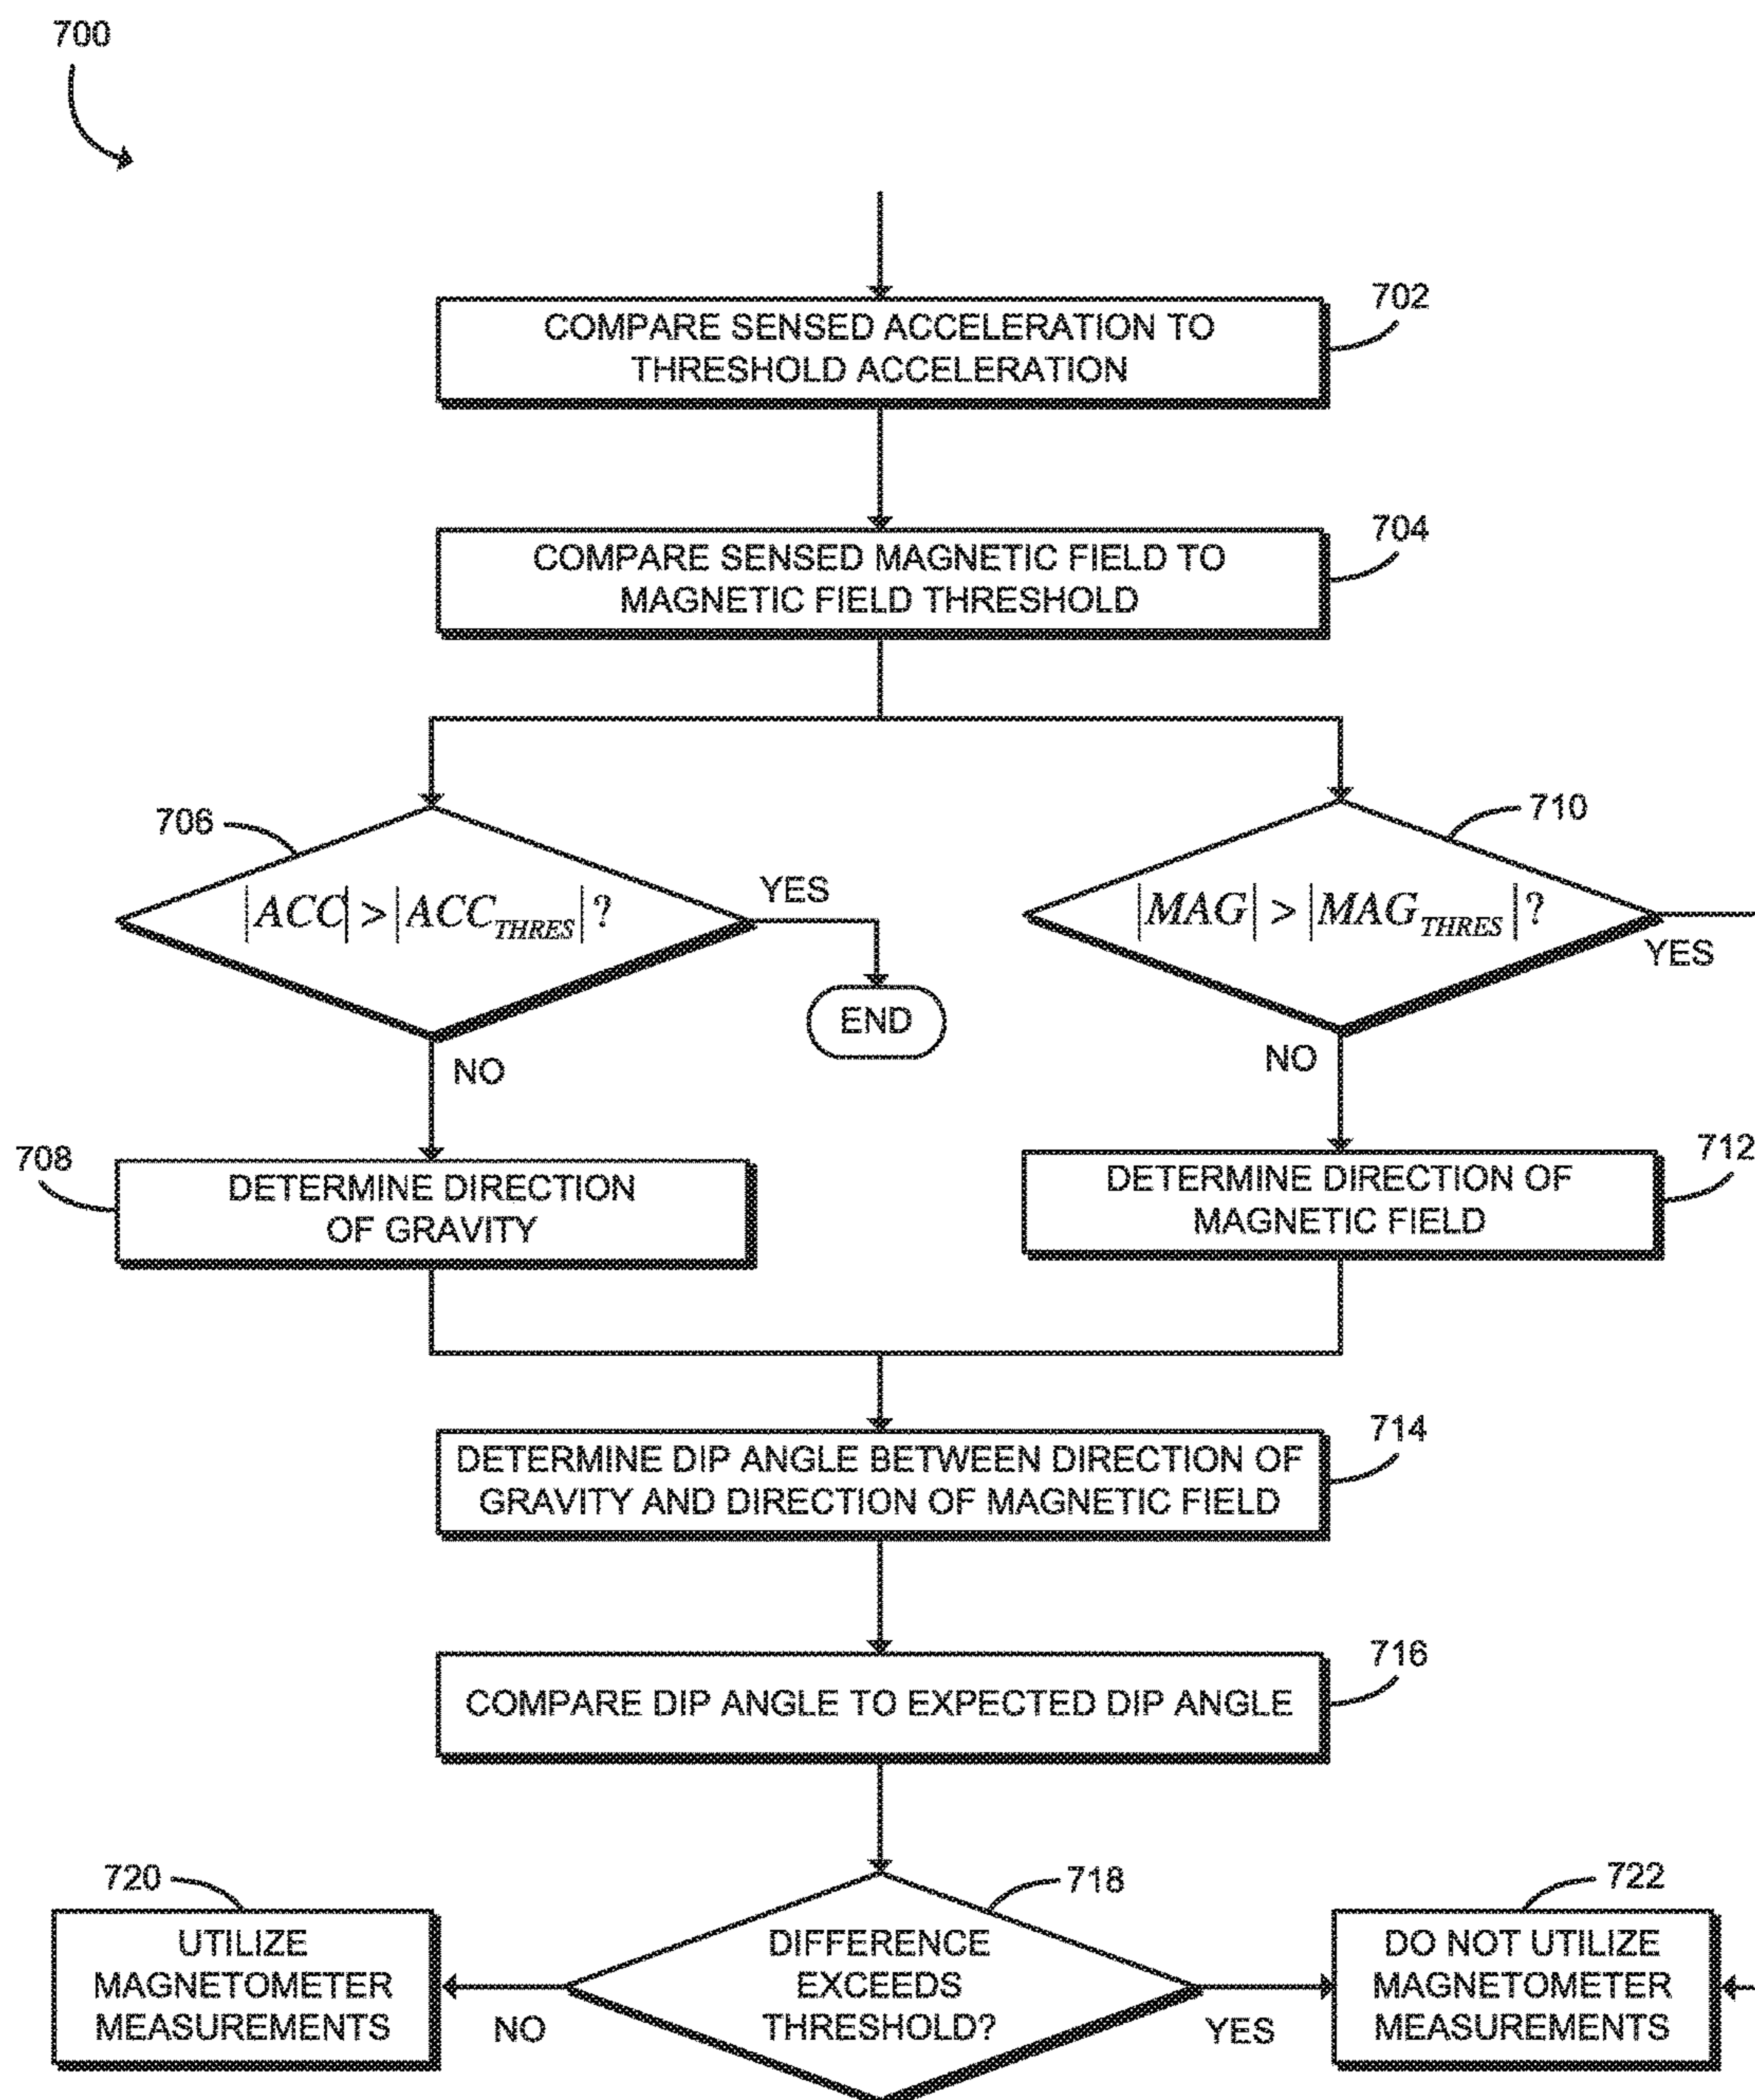 700
702
COMPARE SENSED ACCELERATION TO
THRESHOLD ACCELERATION
704
COMPARE SENSED MAGNETIC FIELD TO
MAGNETIC FIELD THRESHOLD
706
|ACC| > |ACC_THRES| ?
YES
END
NO
710
|MAG| > |MAG_THRES| ?
YES
NO
708
DETERMINE DIRECTION
OF GRAVITY
712
DETERMINE DIRECTION OF
MAGNETIC FIELD
714
DETERMINE DIP ANGLE BETWEEN DIRECTION OF
GRAVITY AND DIRECTION OF MAGNETIC FIELD
716
COMPARE DIP ANGLE TO EXPECTED DIP ANGLE
720
UTILIZE
MAGNETOMETER
MEASUREMENTS
NO
718
DIFFERENCE
EXCEEDS
THRESHOLD?
YES
722
DO NOT UTILIZE
MAGNETOMETER
MEASUREMENTS